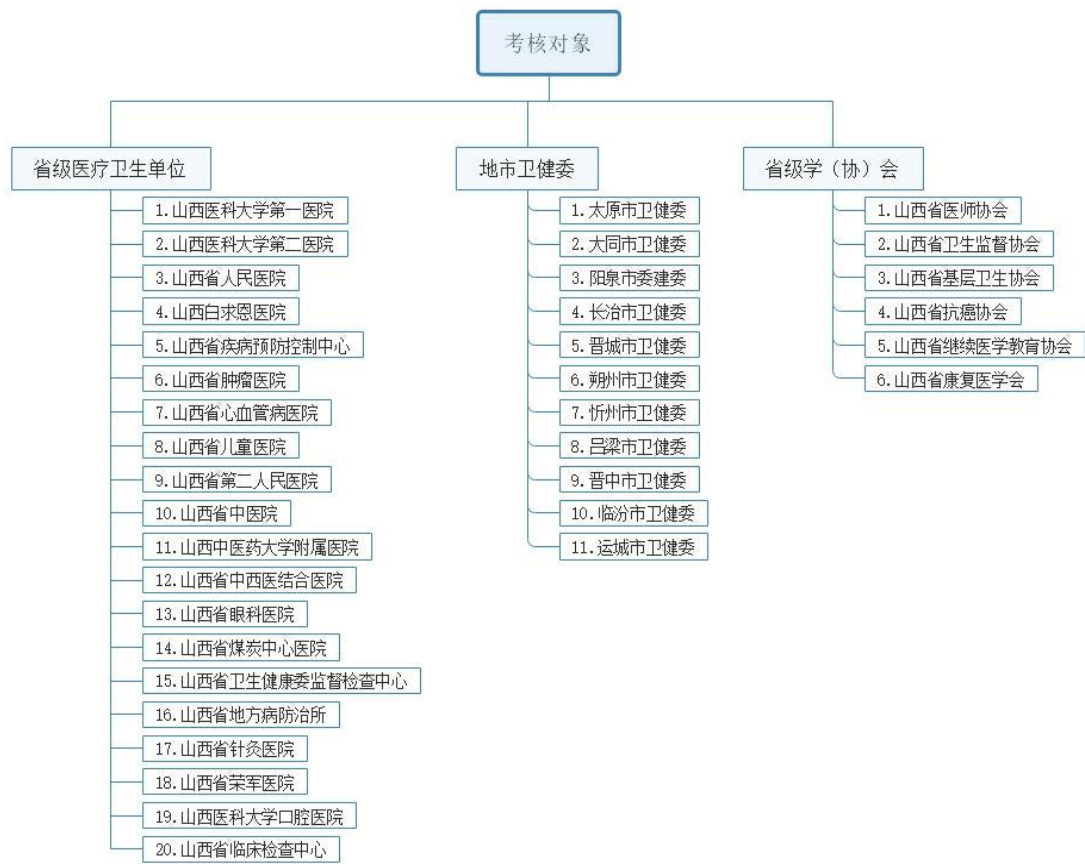 考核对象
省级医疗卫生单位
1.山西医科大学第一医院
2.山西医科大学第二医院
3.山西省人民医院
4.山西白求恩医院
5.山西省疾病预防控制中心
6.山西省肿瘤医院
7.山西省心血管病医院
8.山西省儿童医院
9.山西省第二人民医院
10.山西省中医院
11.山西中医药大学附属医院
12.山西省中西医结合医院
13.山西省眼科医院
14.山西省煤炭中心医院
15.山西省卫生健康委监督检查中心
16.山西省地方病防治所
17.山西省针灸医院
18.山西省荣军医院
19.山西医科大学口腔医院
20.山西省临床检查中心
地市卫健委
1.太原市卫健委
2.大同市卫健委
3.阳泉市委建委
4.长治市卫健委
5.晋城市卫健委
6.朔州市卫健委
7.忻州市卫健委
8.吕梁市卫健委
9.晋中市卫健委
10.临汾市卫健委
11.运城市卫健委
省级学（协）会
1.山西省医师协会
2.山西省卫生监督协会
3.山西省基层卫生协会
4.山西省抗癌协会
5.山西省继续医学教育协会
6.山西省康复医学会